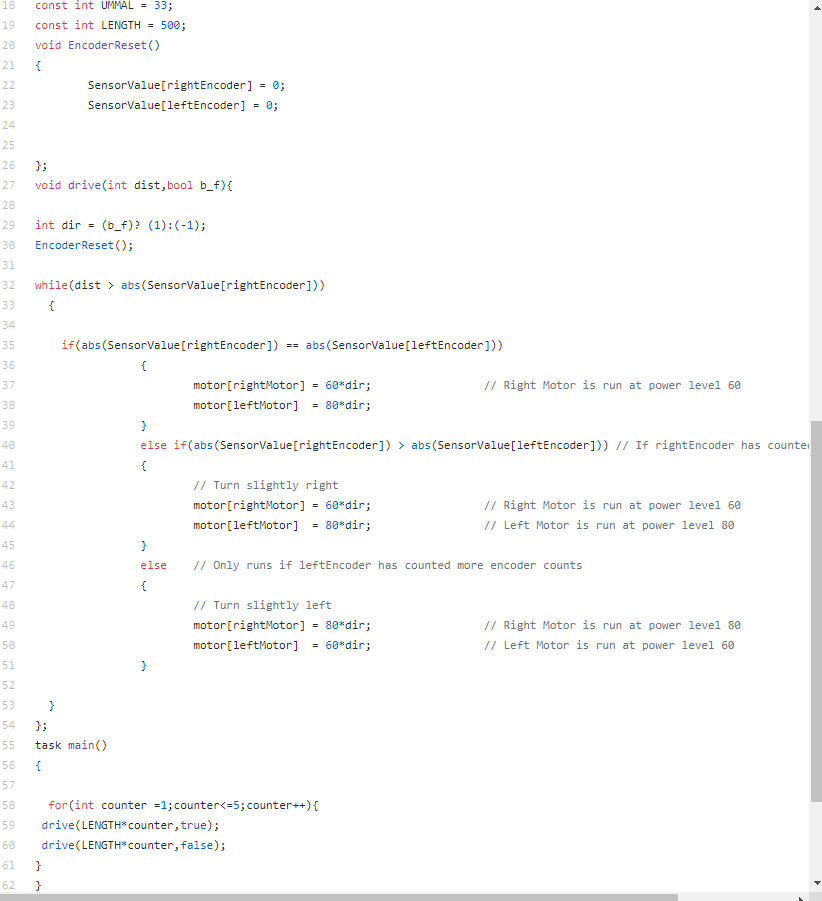 18 const int UMMAL = 33;
19 const int LENGTH = 500;
20 void EncoderReset()
21 {
22 SensorValue[rightEncoder] = 0;
23 SensorValue[leftEncoder] = 0;
24
25
26 };
27 void drive(int dist,bool b_f){
28
29 int dir = (b_f)? (1):(-1);
30 EncoderReset();
31
32 while(dist > abs(SensorValue[rightEncoder]))
33 {
34
35 if(abs(SensorValue[rightEncoder]) == abs(SensorValue[leftEncoder]))
36 {
37 motor[rightMotor] = 60*dir; // Right Motor is run at power level 60
38 motor[leftMotor] = 80*dir;
39 }
40 else if(abs(SensorValue[rightEncoder]) > abs(SensorValue[leftEncoder])) // If rightEncoder has counte
41 {
42 // Turn slightly right
43 motor[rightMotor] = 60*dir; // Right Motor is run at power level 60
44 motor[leftMotor] = 80*dir; // Left Motor is run at power level 80
45 }
46 else // Only runs if leftEncoder has counted more encoder counts
47 {
48 // Turn slightly left
49 motor[rightMotor] = 80*dir; // Right Motor is run at power level 80
50 motor[leftMotor] = 60*dir; // Left Motor is run at power level 60
51 }
52
53 }
54 };
55 task main()
56 {
57
58 for(int counter =1;counter<=5;counter++){
59 drive(LENGTH*counter,true);
60 drive(LENGTH*counter,false);
61 }
62 }